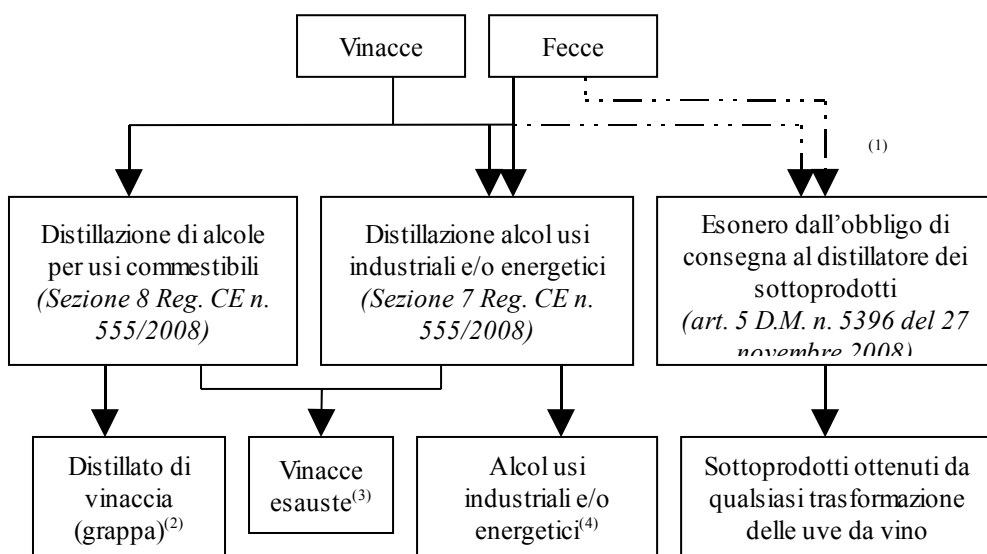 Vinacce
Fecce
(1)
Distillazione di alcole
per usi commestibili
(Sezione 8 Reg. CE n.
555/2008)
Distillazione alcol usi
industriali e/o energetici
(Sezione 7 Reg. CE n.
555/2008)
Esonero dall'obbligo di
consegna al distillatore dei
sottoprodotti
(art. 5 D.M. n. 5396 del 27
novembre 2008)
Distillato di
vinaccia
(grappa)(2)
Vinacce
esauste(3)
Alcol usi
industriali e/o
energetici(4)
Sottoprodotti ottenuti da
qualsiasi trasformazione
delle uve da vino